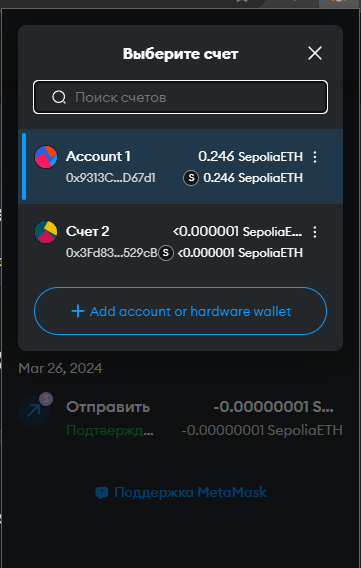 Выберите счет
Поиск счетов
Account 1
0.246 SepoliaETH
0x9313C...D67d1
S 0.246 SepoliaETH
Счет 2
<0.000001 SepoliaE...
0x3Fd83...529cB
S <0.000001 SepoliaETH
+ Add account or hardware wallet
Mar 26, 2024
S
Отправить
-0.00000001 S...
Подтвержд...
-0.00000001 SepoliaETH
Поддержка MetaMask